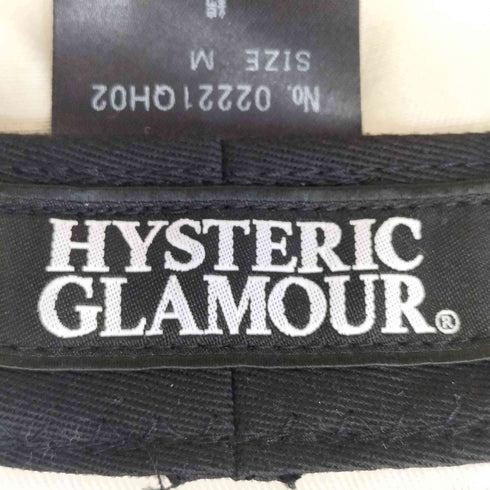 No. 02221QH02
SIZE M
HYSTERIC
GLAMOUR®